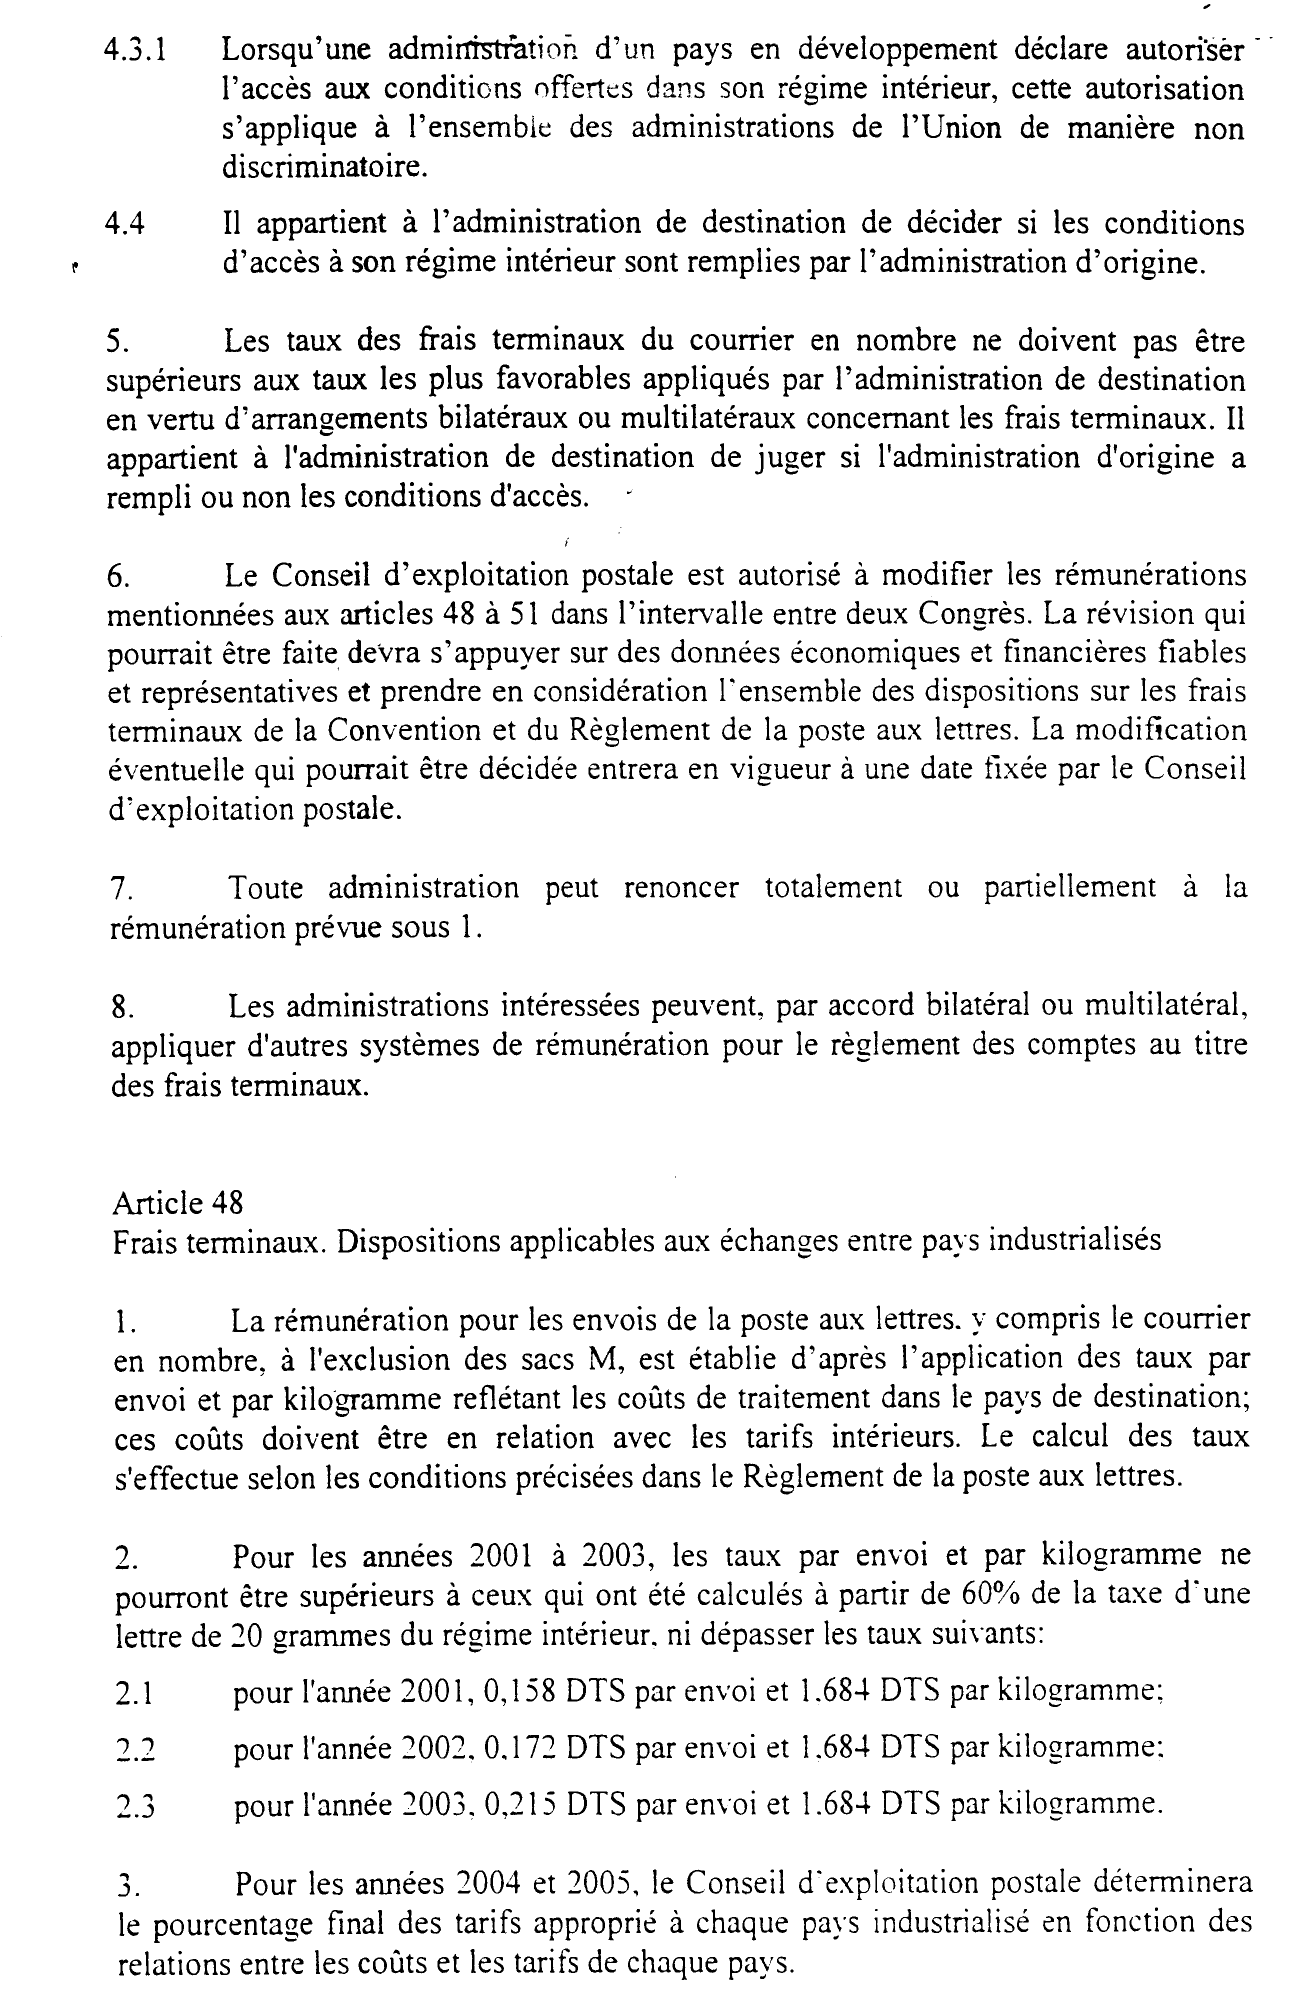 4.3.1 Lorsqu’une administration d’un pays en développement déclare autoriser
l’accès aux conditions offertes dans son régime intérieur, cette autorisation
s’applique à l’ensemble des administrations de l’Union de manière non
discriminatoire.
4.4 Il appartient à l’administration de destination de décider si les conditions
d’accès à son régime intérieur sont remplies par l’administration d’origine.
5. Les taux des frais terminaux du courrier en nombre ne doivent pas être
supérieurs aux taux les plus favorables appliqués par l’administration de destination
en vertu d’arrangements bilatéraux ou multilatéraux concernant les frais terminaux. Il
appartient à l'administration de destination de juger si l'administration d'origine a
rempli ou non les conditions d'accès.
6. Le Conseil d’exploitation postale est autorisé à modifier les rémunérations
mentionnées aux articles 48 à 51 dans l’intervalle entre deux Congrès. La révision qui
pourrait être faite devra s’appuyer sur des données économiques et financières fiables
et représentatives et prendre en considération l’ensemble des dispositions sur les frais
terminaux de la Convention et du Règlement de la poste aux lettres. La modification
éventuelle qui pourrait être décidée entrera en vigueur à une date fixée par le Conseil
d’exploitation postale.
7. Toute administration peut renoncer totalement ou partiellement à la
rémunération prévue sous 1.
8. Les administrations intéressées peuvent, par accord bilatéral ou multilatéral,
appliquer d'autres systèmes de rémunération pour le règlement des comptes au titre
des frais terminaux.
Article 48
Frais terminaux. Dispositions applicables aux échanges entre pays industrialisés
1. La rémunération pour les envois de la poste aux lettres, y compris le courrier
en nombre, à l'exclusion des sacs M, est établie d’après l’application des taux par
envoi et par kilogramme reflétant les coûts de traitement dans le pays de destination;
ces coûts doivent être en relation avec les tarifs intérieurs. Le calcul des taux
s'effectue selon les conditions précisées dans le Règlement de la poste aux lettres.
2. Pour les années 2001 à 2003, les taux par envoi et par kilogramme ne
pourront être supérieurs à ceux qui ont été calculés à partir de 60% de la taxe d’une
lettre de 20 grammes du régime intérieur, ni dépasser les taux suivants:
2.1 pour l'année 2001, 0,158 DTS par envoi et 1,684 DTS par kilogramme;
2.2 pour l'année 2002, 0,172 DTS par envoi et 1,684 DTS par kilogramme;
2.3 pour l'année 2003, 0,215 DTS par envoi et 1,684 DTS par kilogramme.
3. Pour les années 2004 et 2005, le Conseil d’exploitation postale déterminera
le pourcentage final des tarifs approprié à chaque pays industrialisé en fonction des
relations entre les coûts et les tarifs de chaque pays.